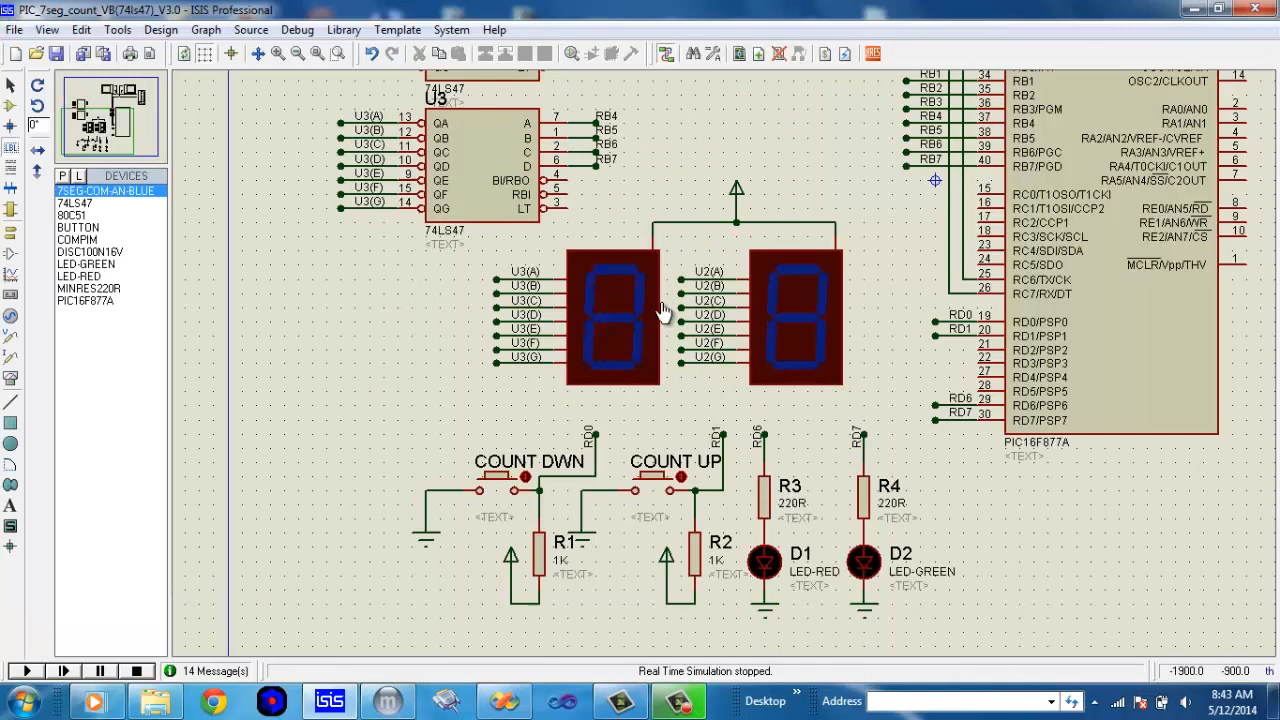 PIC_7seg_count_VB(74ls47)_V3.0 - ISIS Professional
File View Edit Tools Design Graph Source Debug Library Template System Help
0°
P L DEVICES
7SEG-COM-AN-BLUE
74LS47
80C51
BUTTON
COMPIM
DISC100N16V
LED-GREEN
LED-RED
MINRES220R
PIC16F877A
74LS47
<TEXT>
U3
U3(A) 13 QA A 7 RB4
U3(B) 12 QB B 1 RB5
U3(C) 11 QC C 2 RB6
U3(D) 10 QD D 6 RB7
U3(E) 9 QE BI/RBO 4
U3(F) 15 QF RBI 5
U3(G) 14 QG LT 3
74LS47
<TEXT>
U3(A)
U3(B)
U3(C)
U3(D)
U3(E)
U3(F)
U3(G)
U2(A)
U2(B)
U2(C)
U2(D)
U2(E)
U2(F)
U2(G)
RB1 34 RB1
RB2 35 RB2
RB3 36 RB3/PGM
RB4 37 RB4
RB5 38 RB5
RB6 39 RB6/PGC
RB7 40 RB7/PGD
15 RC0/T1OSO/T1CKI
16 RC1/T1OSI/CCP2
17 RC2/CCP1
18 RC3/SCK/SCL
23 RC4/SDI/SDA
24 RC5/SDO
25 RC6/TX/CK
26 RC7/RX/DT
RD0 19 RD0/PSP0
RD1 20 RD1/PSP1
21 RD2/PSP2
22 RD3/PSP3
27 RD4/PSP4
28 RD5/PSP5
RD6 29 RD6/PSP6
RD7 30 RD7/PSP7
OSC2/CLKOUT 14
RA0/AN0 2
RA1/AN1 3
RA2/AN2/VREF-/CVREF 4
RA3/AN3/VREF+ 5
RA4/T0CKI/C1OUT 6
RA5/AN4/SS/C2OUT 7
RE0/AN5/RD 8
RE1/AN6/WR 9
RE2/AN7/CS 10
MCLR/Vpp/THV 1
PIC16F877A
<TEXT>
RD0
RD1
RD6
RD7
COUNT DWN
<TEXT>
COUNT UP
<TEXT>
R1
1K
<TEXT>
R2
1K
<TEXT>
R3
220R
<TEXT>
R4
220R
<TEXT>
D1
LED-RED
<TEXT>
D2
LED-GREEN
<TEXT>
14 Message(s)
Real Time Simulation stopped.
-1900.0 -900.0 th
Desktop » Address
8:43 AM
5/12/2014